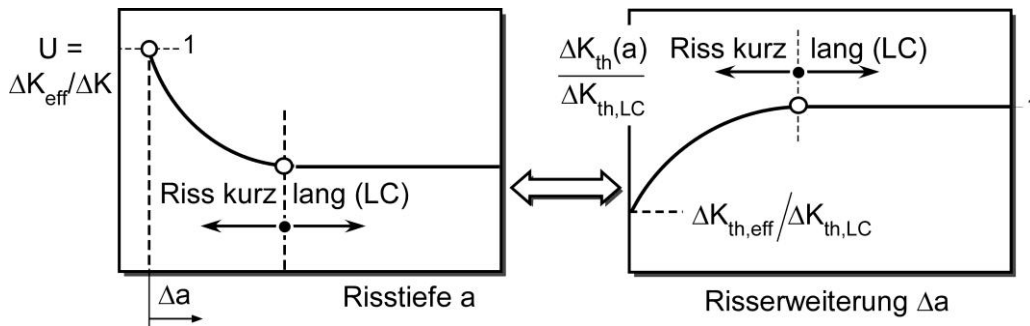 U =
ΔK_eff/ΔK
1
Riss kurz lang (LC)
Δa
Risstiefe a
ΔK_th(a)
ΔK_th,LC
Riss kurz lang (LC)
ΔK_th,eff/ΔK_th,LC
Risserweiterung Δa